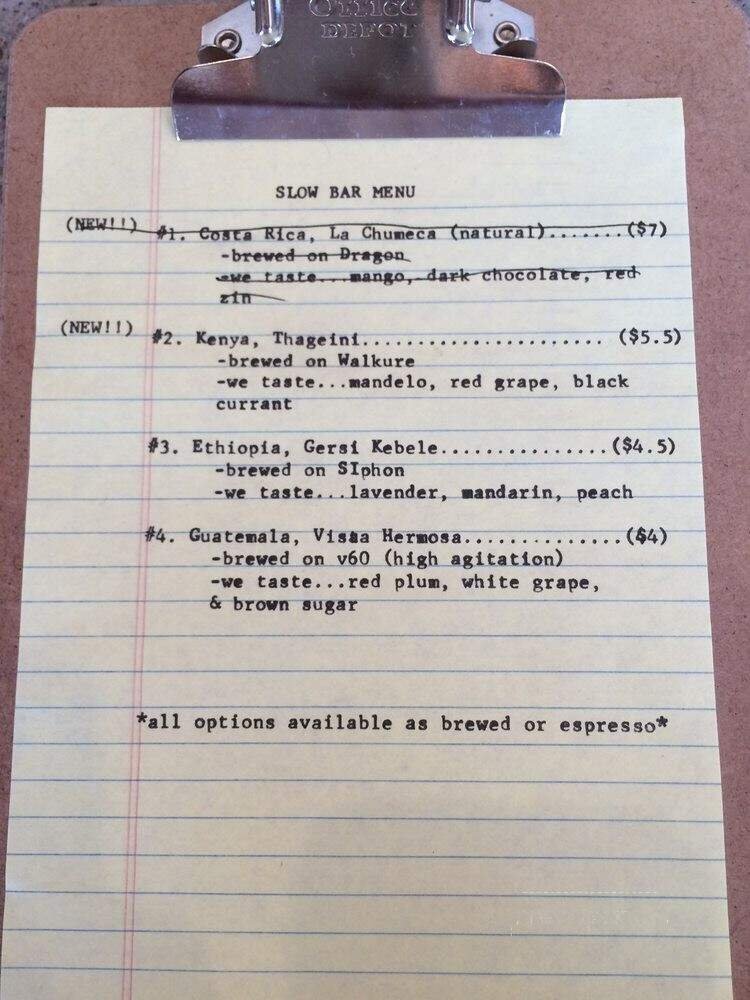 Office
DEPOT
SLOW BAR MENU
(NEW!!) #1. Costa Rica, La Chumeca (natural).......($7)
-brewed on Dragon
-we taste...mango, dark chocolate, red
zin
(NEW!!) #2. Kenya, Thageini...................... ($5.5)
-brewed on Walkure
-we taste...mandelo, red grape, black
currant
#3. Ethiopia, Gersi Kebele...............($4.5)
-brewed on SIphon
-we taste...lavender, mandarin, peach
#4. Guatemala, Vista Hermosa..............($4)
-brewed on v60 (high agitation)
-we taste...red plum, white grape,
& brown sugar
*all options available as brewed or espresso*